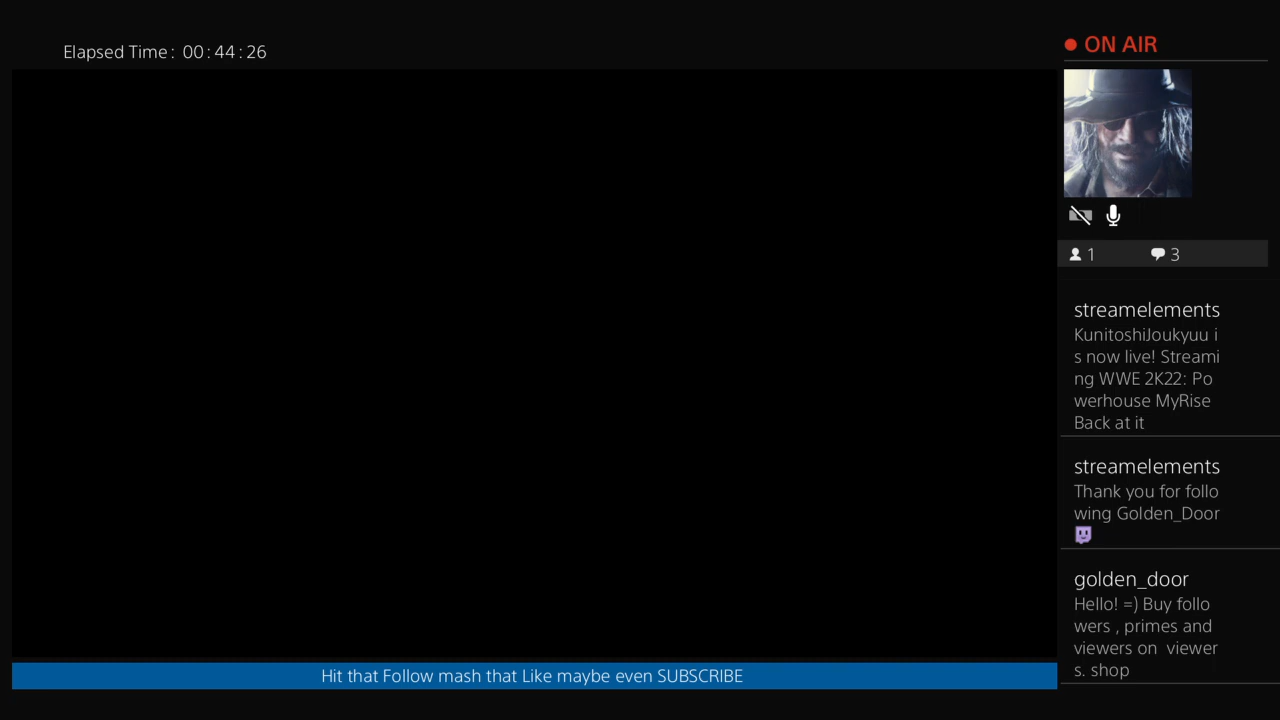 Elapsed Time: 00:44:26
ON AIR
1 3
streamelements
KunitoshiJoukyuu i
s now live! Streami
ng WWE 2K22: Po
werhouse MyRise
Back at it
streamelements
Thank you for follo
wing Golden_Door
golden_door
Hello! =) Buy follo
wers , primes and
viewers on viewer
s. shop
Hit that Follow mash that Like maybe even SUBSCRIBE